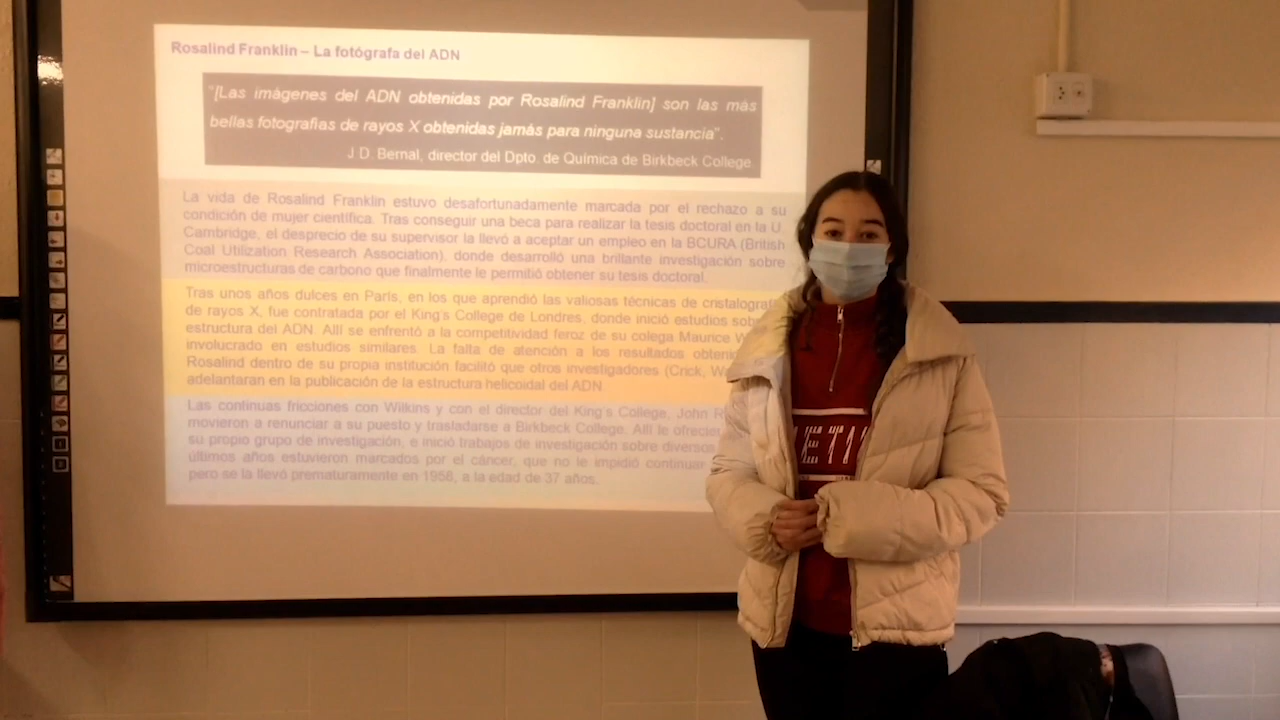 Rosalind Franklin – La fotógrafa del ADN
"[Las imágenes del ADN obtenidas por Rosalind Franklin] son las más
bellas fotografías de rayos X obtenidas jamás para ninguna sustancia".
J.D. Bernal, director del Dpto. de Química de Birkbeck College
La vida de Rosalind Franklin estuvo desafortunadamente marcada por el rechazo a su
condición de mujer científica. Tras conseguir una beca para realizar la tesis doctoral en la U.
Cambridge, el desprecio de su supervisor la llevó a aceptar un empleo en la BCURA (British
Coal Utilization Research Association), donde desarrolló una brillante investigación sobre
microestructuras de carbono que finalmente le permitió obtener su tesis doctoral.
Tras unos años dulces en París, en los que aprendió las valiosas técnicas de
de rayos X, fue contratada por el King's College de Londres, donde inició estudios
estructura del ADN. Allí se enfrentó a la competitividad feroz de su colega Maurice
involucrado en estudios similares. La falta de atención a los resultados
Rosalind dentro de su propia institución facilitó que otros investigadores (Crick,
adelantaran en la publicación de la estructura helicoidal del ADN.
Las continuas fricciones con Wilkins y con el director del King's College, John
movieron a renunciar a su puesto y trasladarse a Birkbeck College. Allí le
su propio grupo de investigación, e inició trabajos de investigación sobre diversos
últimos años estuvieron marcados por el cáncer, que no le impidió continuar
pero se la llevó prematuramente en 1958, a la edad de 37 años.